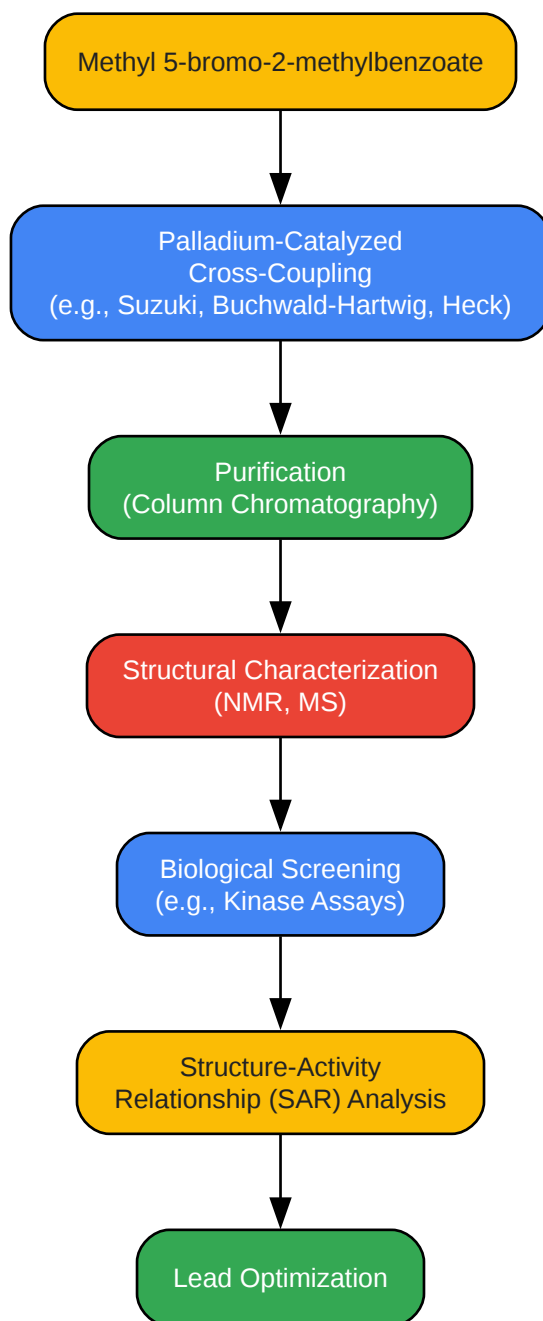 Methyl 5-bromo-2-methylbenzoate
Palladium-Catalyzed
Cross-Coupling
(e.g., Suzuki, Buchwald-Hartwig, Heck)
Purification
(Column Chromatography)
Structural Characterization
(NMR, MS)
Biological Screening
(e.g., Kinase Assays)
Structure-Activity
Relationship (SAR) Analysis
Lead Optimization